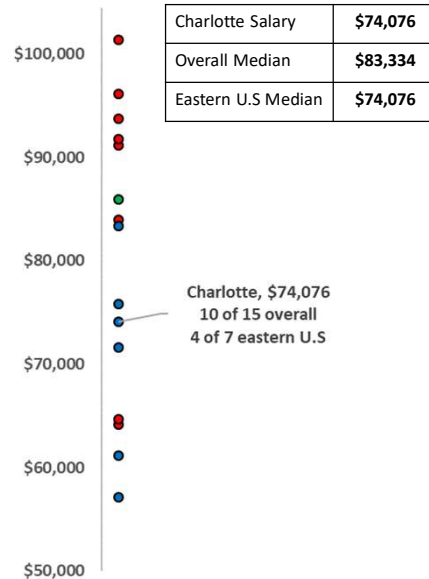 Charlotte Salary $74,076
Overall Median $83,334
Eastern U.S Median $74,076
$100,000
$90,000
$80,000
Charlotte, $74,076
10 of 15 overall
4 of 7 eastern U.S
$70,000
$60,000
$50,000